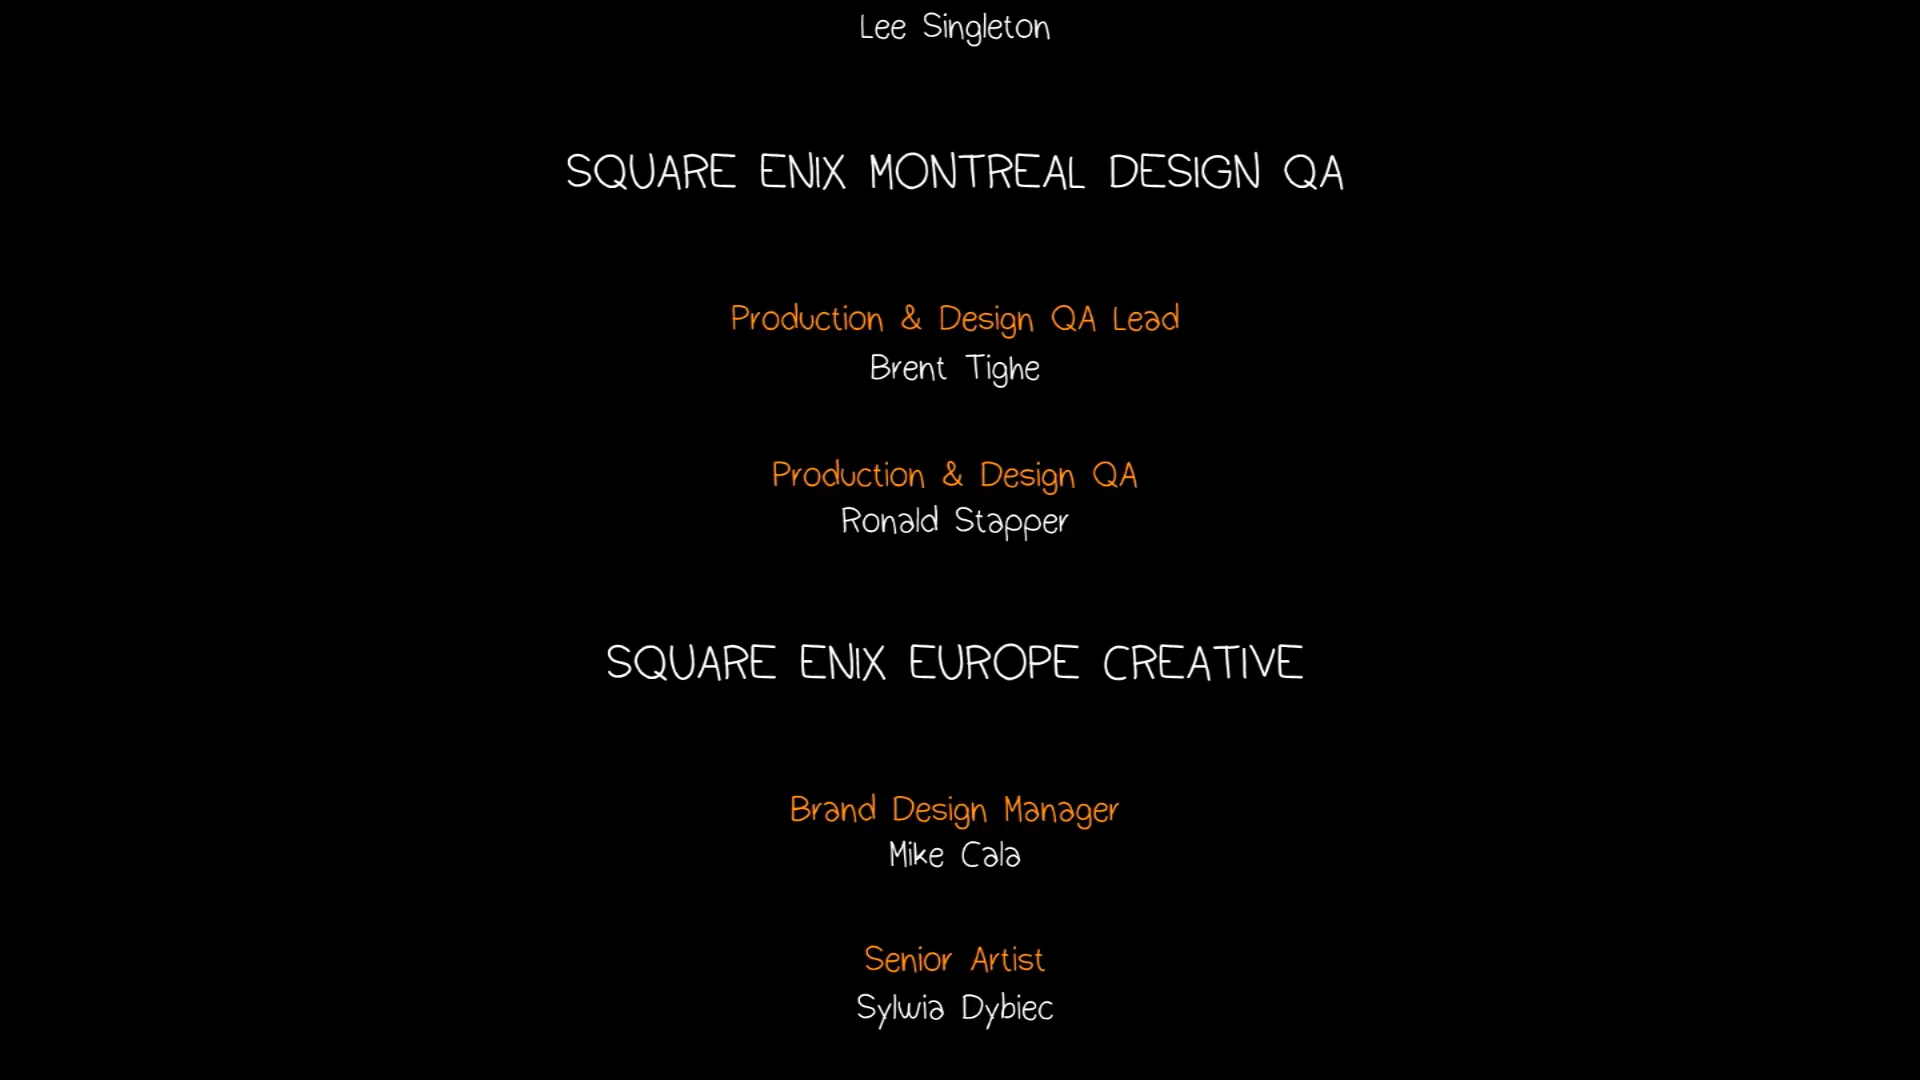 Lee Singleton
SQUARE ENIX MONTREAL DESIGN QA
Production & Design QA Lead
Brent Tighe
Production & Design QA
Ronald Stapper
SQUARE ENIX EUROPE CREATIVE
Brand Design Manager
Mike Cala
Senior Artist
Sylwia Dybiec